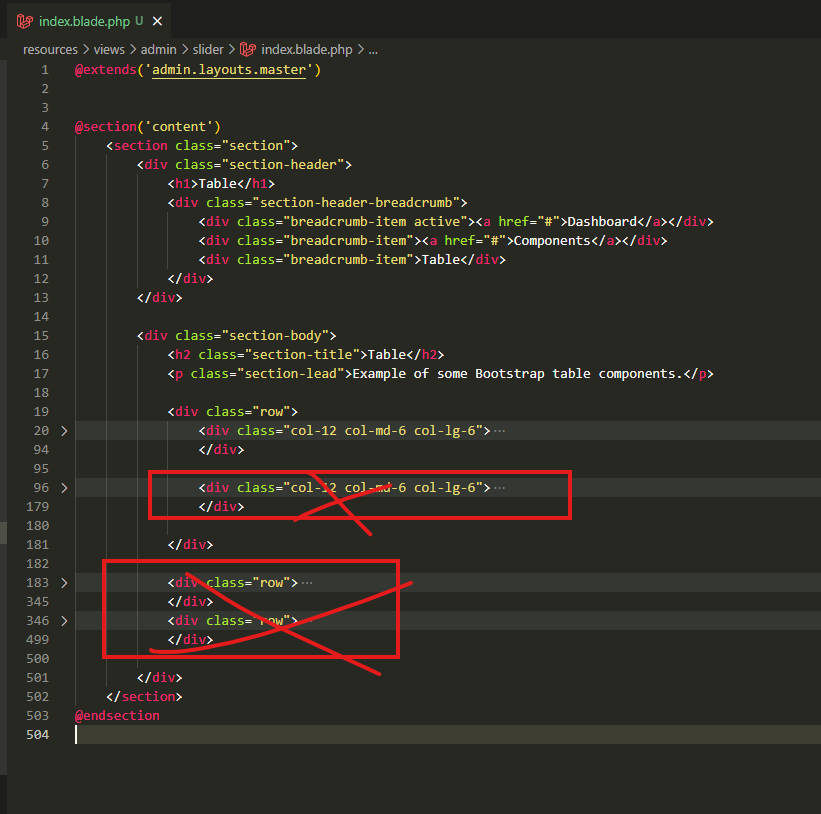 index.blade.php U ×
resources > views > admin > slider > index.blade.php > ...
1 @extends('admin.layouts.master')
2
3
4 @section('content')
5 <section class="section">
6 <div class="section-header">
7 <h1>Table</h1>
8 <div class="section-header-breadcrumb">
9 <div class="breadcrumb-item active"><a href="#">Dashboard</a></div>
10 <div class="breadcrumb-item"><a href="#">Components</a></div>
11 <div class="breadcrumb-item">Table</div>
12 </div>
13 </div>
14
15 <div class="section-body">
16 <h2 class="section-title">Table</h2>
17 <p class="section-lead">Example of some Bootstrap table components.</p>
18
19 <div class="row">
20 > <div class="col-12 col-md-6 col-lg-6">···
94 </div>
95
96 > <div class="col-12 col-md-6 col-lg-6">···
179 </div>
180
181 </div>
182
183 > <div class="row">···
345 </div>
346 > <div class="row">···
499 </div>
500
501 </div>
502 </section>
503 @endsection
504